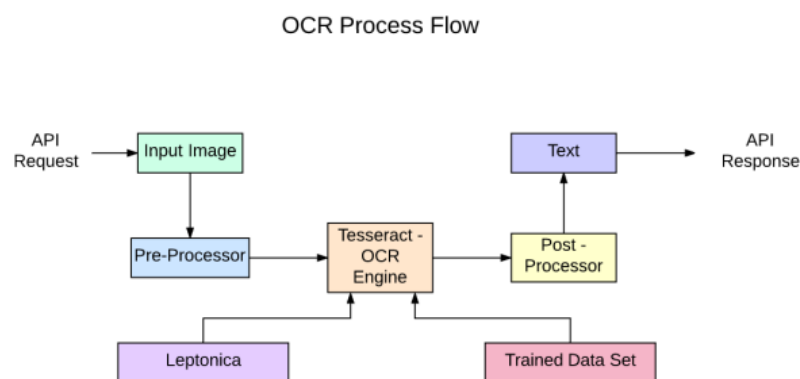 OCR Process Flow
API
Request
Input Image
Text
API
Response
Pre-Processor
Tesseract -
OCR
Engine
Post -
Processor
Leptonica
Trained Data Set